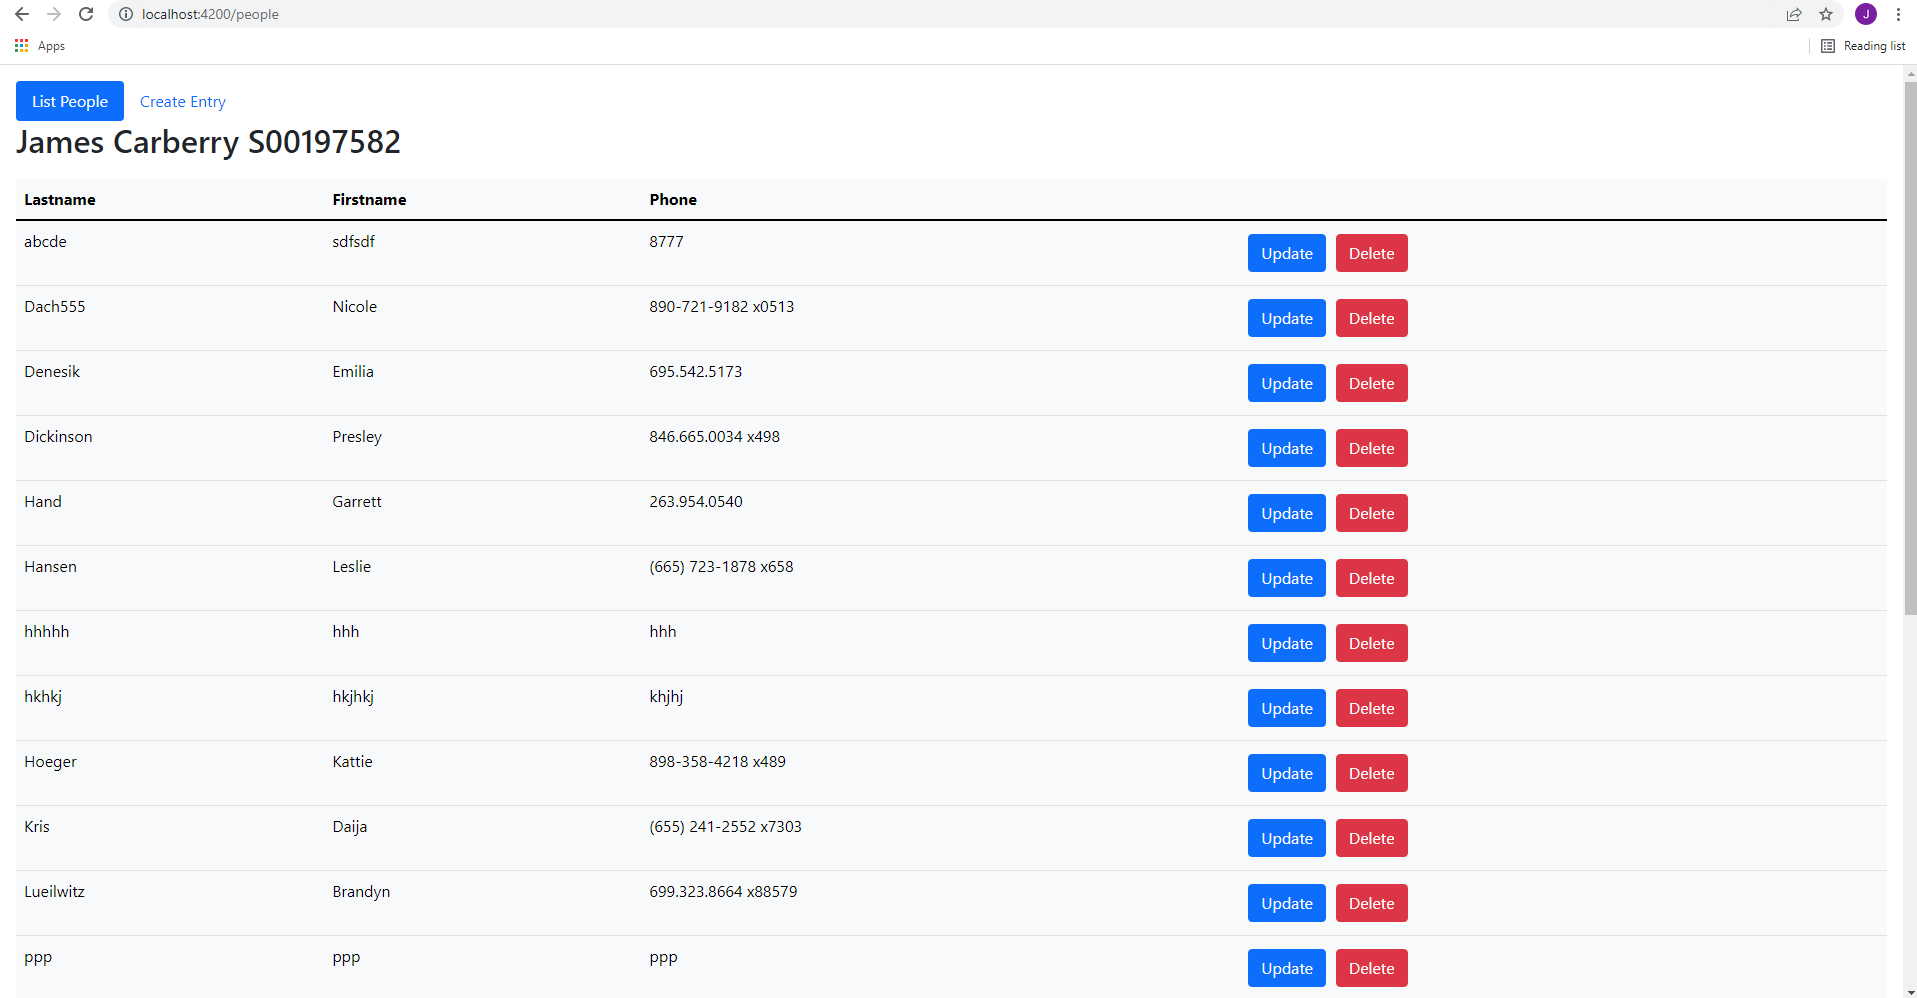 localhost:4200/people
J
Apps
Reading list
List People Create Entry
James Carberry S00197582
Lastname Firstname Phone
abcde sdfsdf 8777 Update Delete
Dach555 Nicole 890-721-9182 x0513 Update Delete
Denesik Emilia 695.542.5173 Update Delete
Dickinson Presley 846.665.0034 x498 Update Delete
Hand Garrett 263.954.0540 Update Delete
Hansen Leslie (665) 723-1878 x658 Update Delete
hhhhh hhh hhh Update Delete
hkhkj hkjhkj khjhj Update Delete
Hoeger Kattie 898-358-4218 x489 Update Delete
Kris Daija (655) 241-2552 x7303 Update Delete
Lueilwitz Brandyn 699.323.8664 x88579 Update Delete
ppp ppp ppp Update Delete